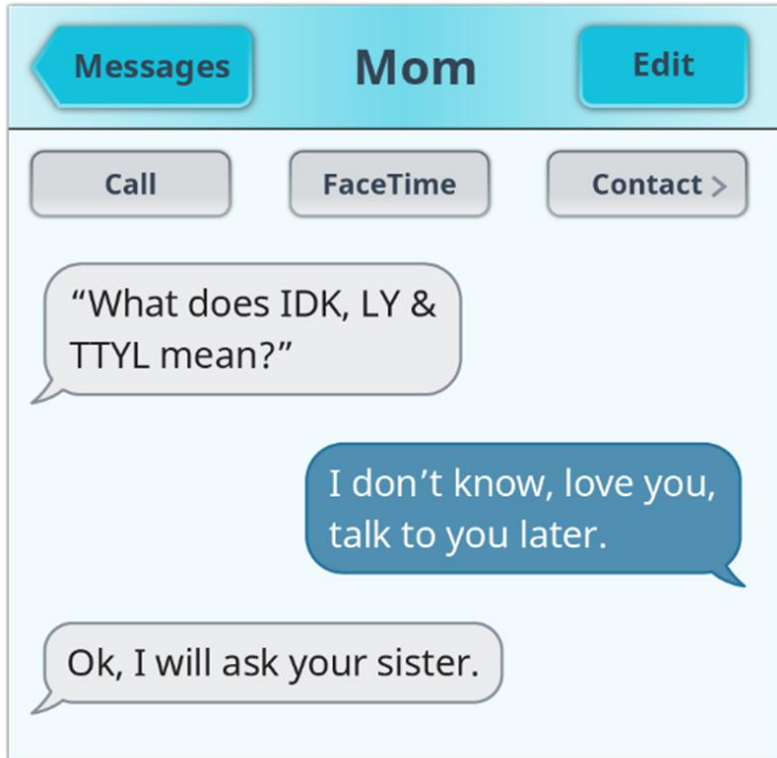 Messages
Mom
Edit
Call
FaceTime
Contact >
“What does IDK, LY &
TTYL mean?”
I don’t know, love you,
talk to you later.
Ok, I will ask your sister.